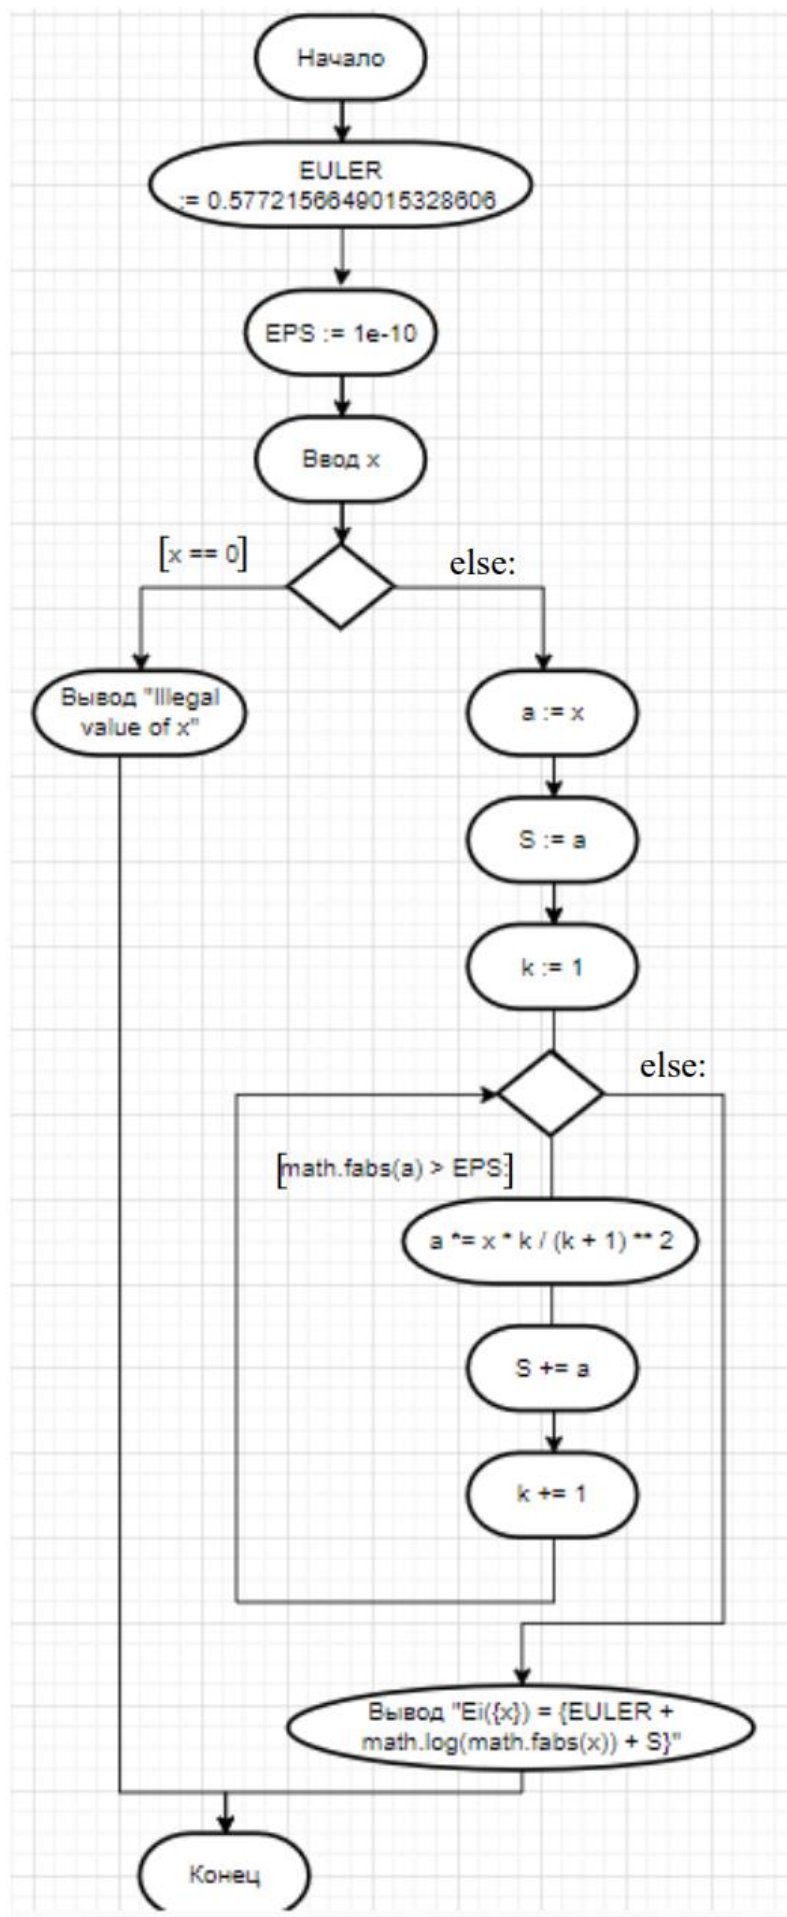 Начало
EULER
:= 0.5772156649015328606
EPS := 1e-10
Ввод x
[x == 0]
else:
Вывод "Illegal
value of x"
a := x
S := a
k := 1
else:
[math.fabs(a) > EPS:]
a *= x * k / (k + 1) ** 2
S += a
k += 1
Вывод "Ei({x}) = {EULER +
math.log(math.fabs(x)) + S}"
Конец